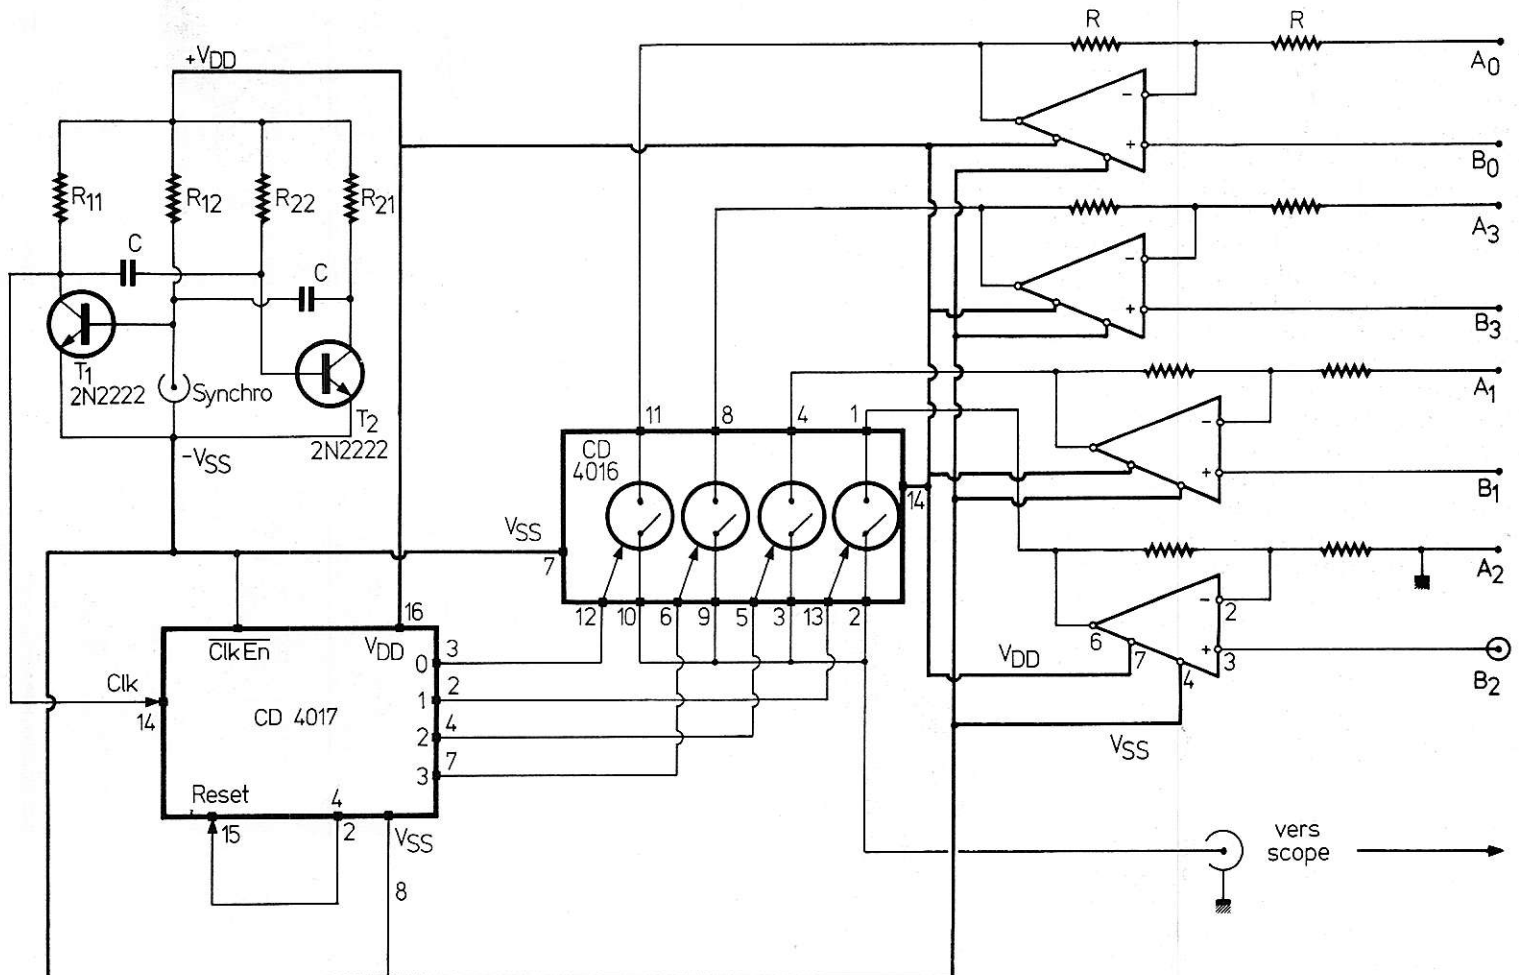 R R
A0
+VDD
B0
R11 R12 R22 R21
A3
C
C
B3
T1
2N2222
Synchro
T2
2N2222
A1
-VSS
11 8 4 1
CD
4016
14
B1
VSS
7
A2
2
12 10 6 9 5 3 13 2
16
ClkEn VDD
3
0
6 7 + 3
VDD
4
B2
Clk
14
2
1
CD 4017
4
2
VSS
7
3
Reset 4
15 2 VSS
vers
scope
8